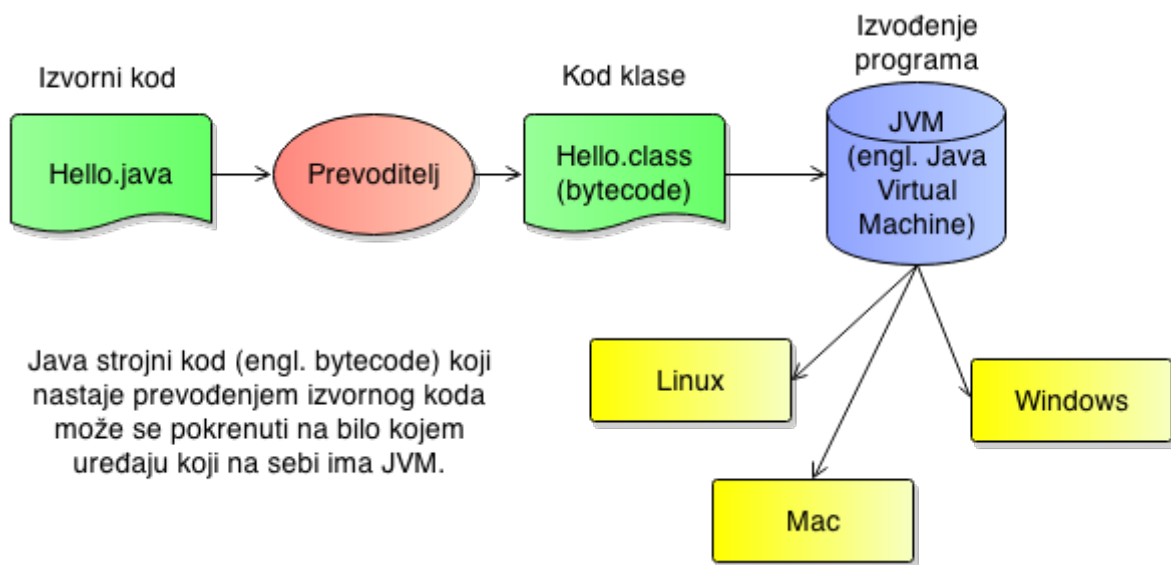 Izvorni kod
Hello.java
Prevoditelj
Kod klase
Hello.class
(bytecode)
Izvođenje
programa
JVM
(engl. Java
Virtual
Machine)
Java strojni kod (engl. bytecode) koji
nastaje prevođenjem izvornog koda
može se pokrenuti na bilo kojem
uređaju koji na sebi ima JVM.
Linux
Mac
Windows